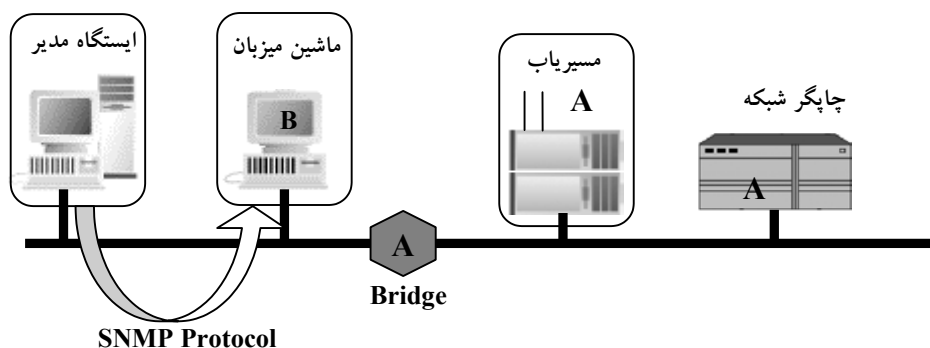 ایستگاه مدیر
ماشین میزبان
مسیریاب
چاپگر شبکه
B
A
A
A
Bridge
SNMP Protocol